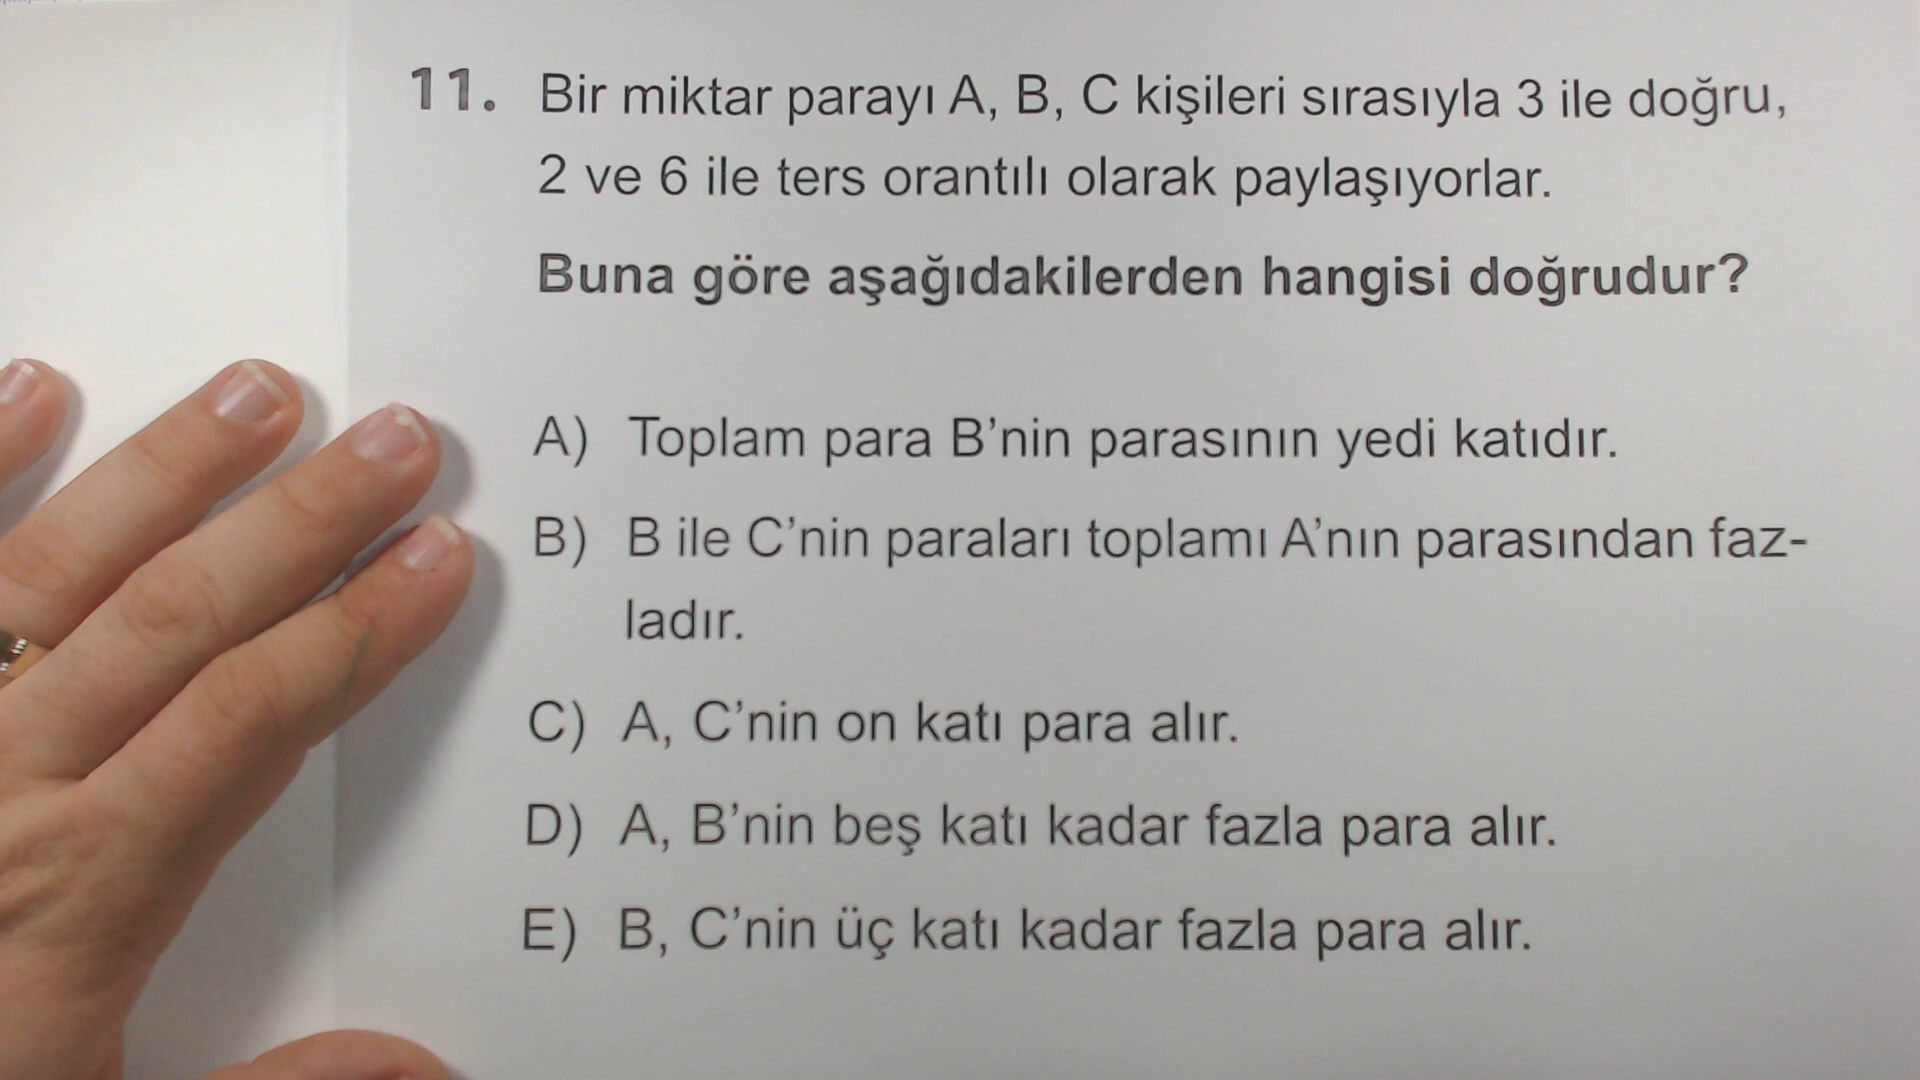 11. Bir miktar parayı A, B, C kişileri sırasıyla 3 ile doğru,
2 ve 6 ile ters orantılı olarak paylaşıyorlar.
Buna göre aşağıdakilerden hangisi doğrudur?
A) Toplam para B’nin parasının yedi katıdır.
B) B ile C’nin paraları toplamı A’nın parasından faz-
ladır.
C) A, C’nin on katı para alır.
D) A, B’nin beş katı kadar fazla para alır.
E) B, C’nin üç katı kadar fazla para alır.